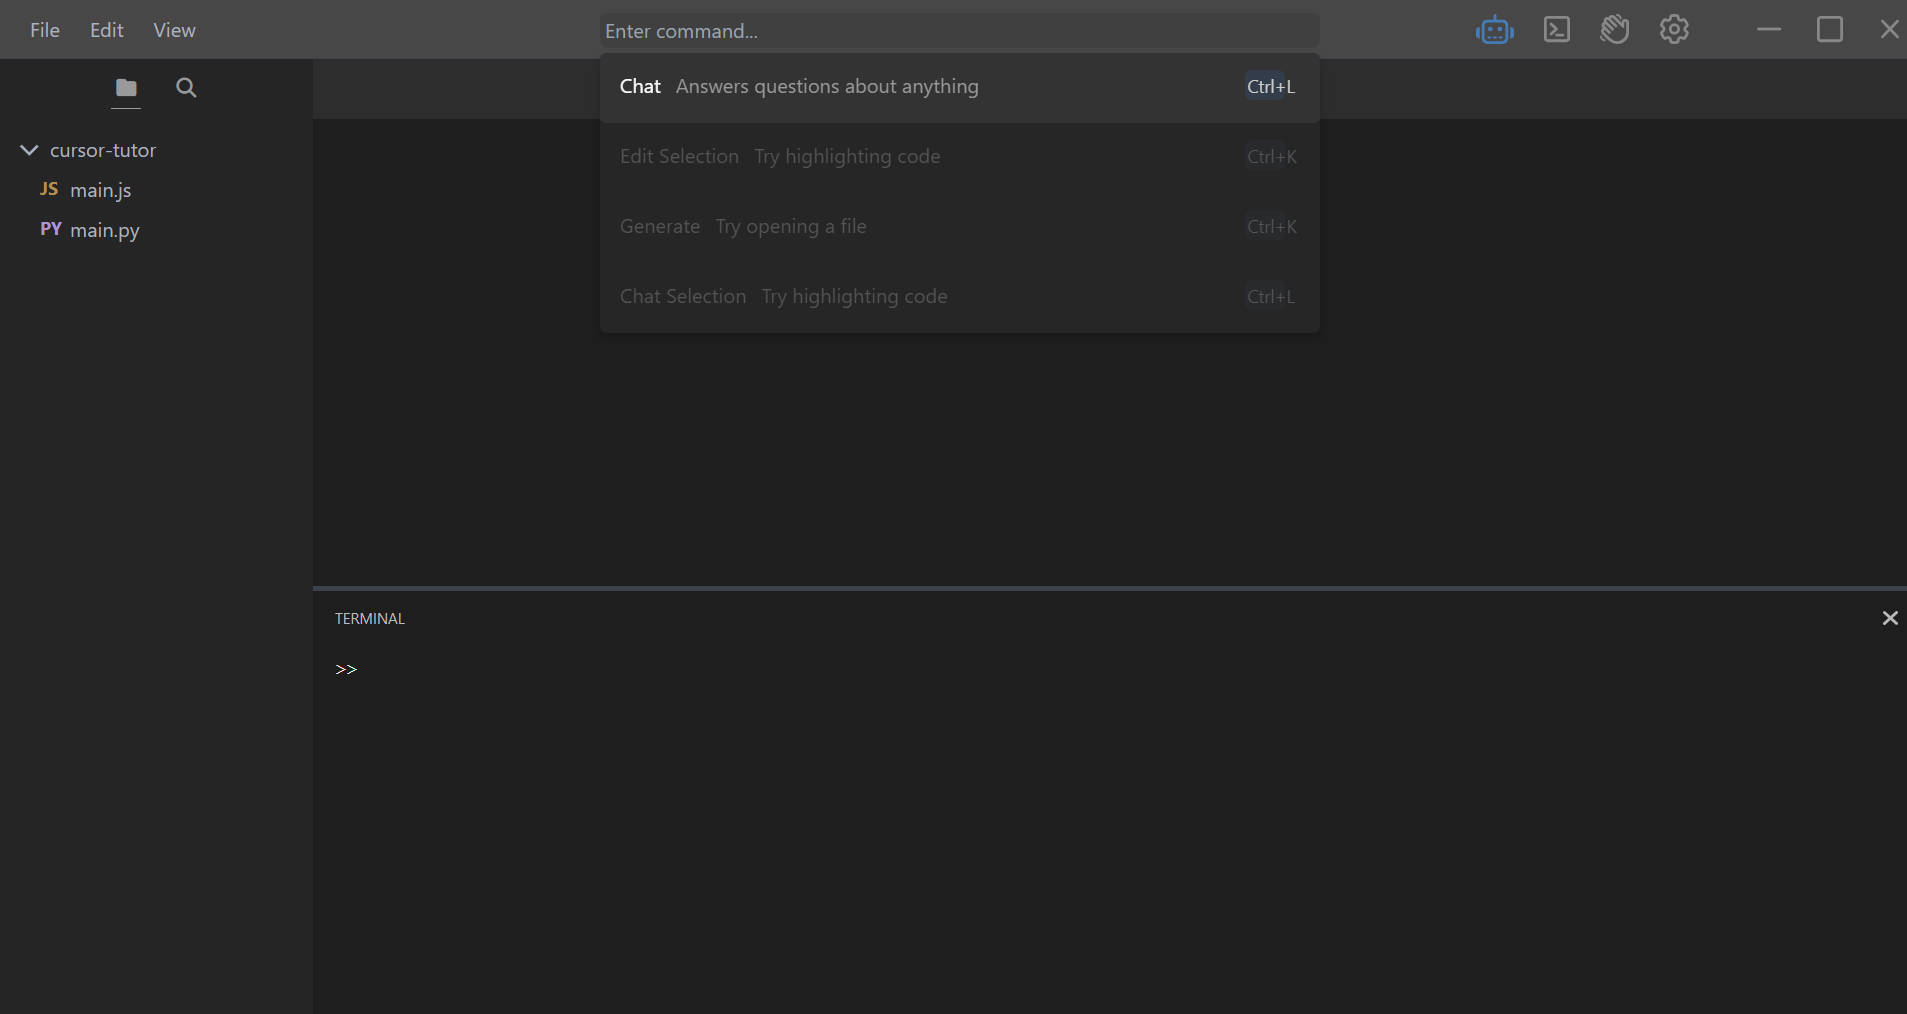 File Edit View Enter command...
Chat Answers questions about anything Ctrl+L
Edit Selection Try highlighting code Ctrl+K
Generate Try opening a file Ctrl+K
Chat Selection Try highlighting code Ctrl+L
cursor-tutor
JS main.js
PY main.py
TERMINAL
>>